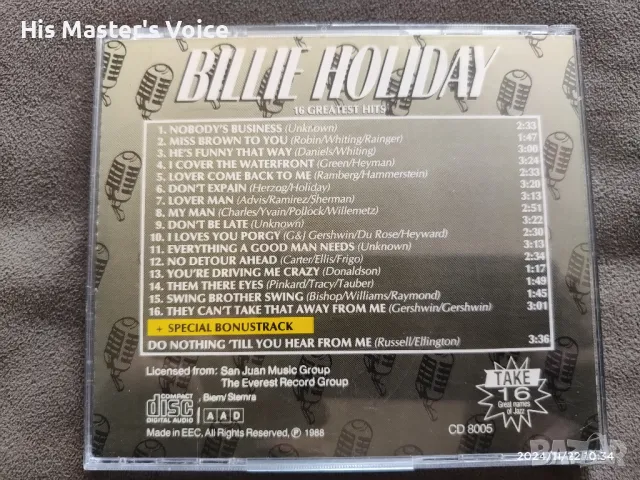 His Master's Voice
BILLIE HOLIDAY
16 GREATEST HITS
1. NOBODY'S BUSINESS (Unknown) 2:33
2. MISS BROWN TO YOU (Robin/Whiting/Rainger) 1:47
3. HE'S FUNNY THAT WAY (Daniels/Whiting) 3:00
4. I COVER THE WATERFRONT (Green/Heyman) 3:24
5. LOVER COME BACK TO ME (Ramberg/Hammerstein) 2:33
6. DON'T EXPAIN (Herzog/Holiday) 3:20
7. LOVER MAN (Advis/Ramirez/Sherman) 3:13
8. MY MAN (Charles/Yvain/Pollock/Willemetz) 2:51
9. DON'T BE LATE (Unknown) 3:22
10. I LOVES YOU PORGY (G&J Gershwin/Du Rose/Heyward) 2:30
11. EVERYTHING A GOOD MAN NEEDS (Unknown) 3:13
12. NO DETOUR AHEAD (Carter/Ellis/Frigo) 2:34
13. YOU'RE DRIVING ME CRAZY (Donaldson) 1:17
14. THEM THERE EYES (Pinkard/Tracy/Tauber) 1:49
15. SWING BROTHER SWING (Bishop/Williams/Raymond) 1:45
16. THEY CAN'T TAKE THAT AWAY FROM ME (Gershwin/Gershwin) 3:01
+ SPECIAL BONUSTRACK
DO NOTHING 'TILL YOU HEAR FROM ME (Russell/Ellington) 3:36
Licensed from: San Juan Music Group
The Everest Record Group
COMPACT disc DIGITAL AUDIO
Biem/Stemra
A A D
Made in EEC. All Rights Reserved, ℗ 1988
TAKE
16
Great names
of Jazz
CD 8005
BAZAR
2024/11/22 10:34